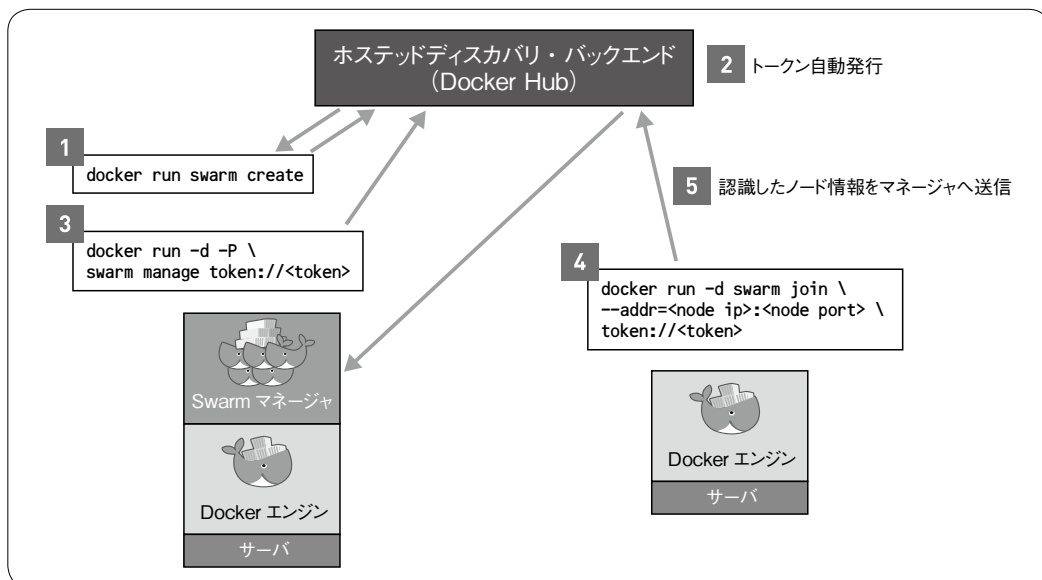 ホステッドディスカバリ・バックエンド
(Docker Hub)
2 トークン自動発行
1
docker run swarm create
5 認識したノード情報をマネージャへ送信
3
docker run -d -P \
swarm manage token://<token>
4
docker run -d swarm join \
--addr=<node ip>:<node port> \
token://<token>
Swarm マネージャ
Docker エンジン
サーバ
Docker エンジン
サーバ